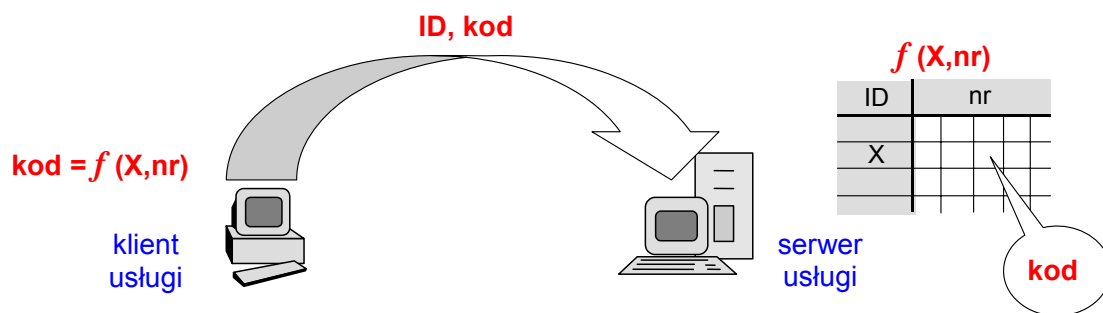 ID, kod
f (X,nr)
ID nr
X
kod = f (X,nr)
klient
usługi
serwer
usługi
kod